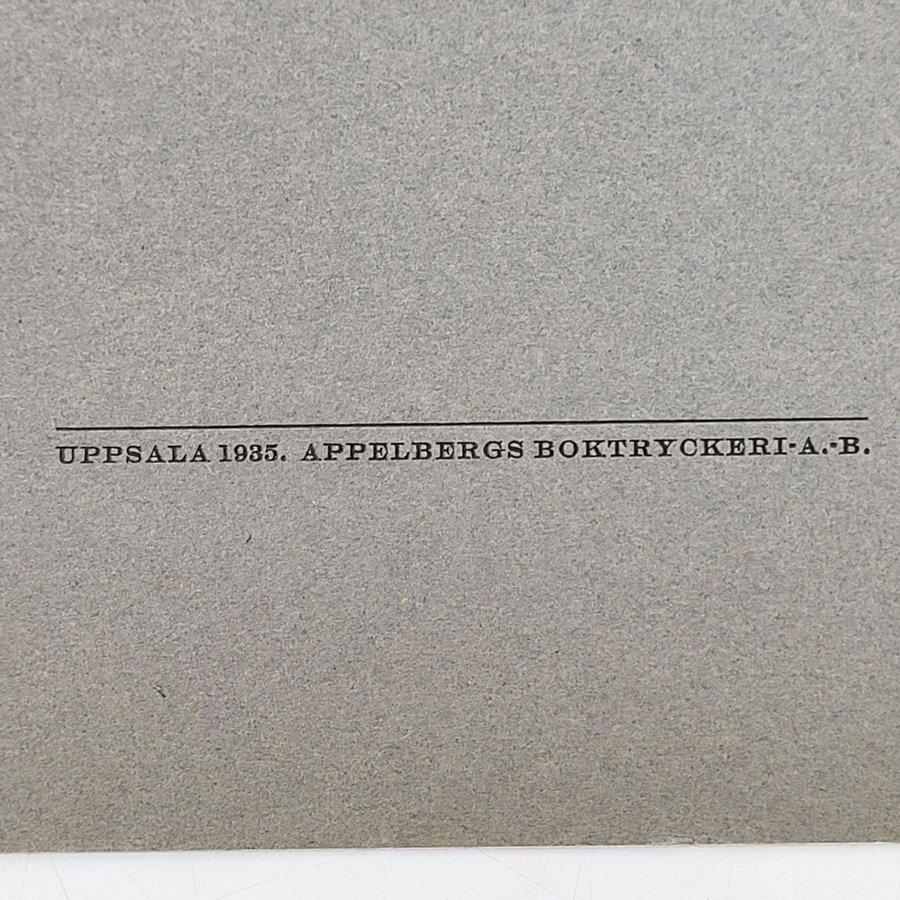 UPPSALA 1935. APPELBERGS BOKTRYCKERI-A.-B.